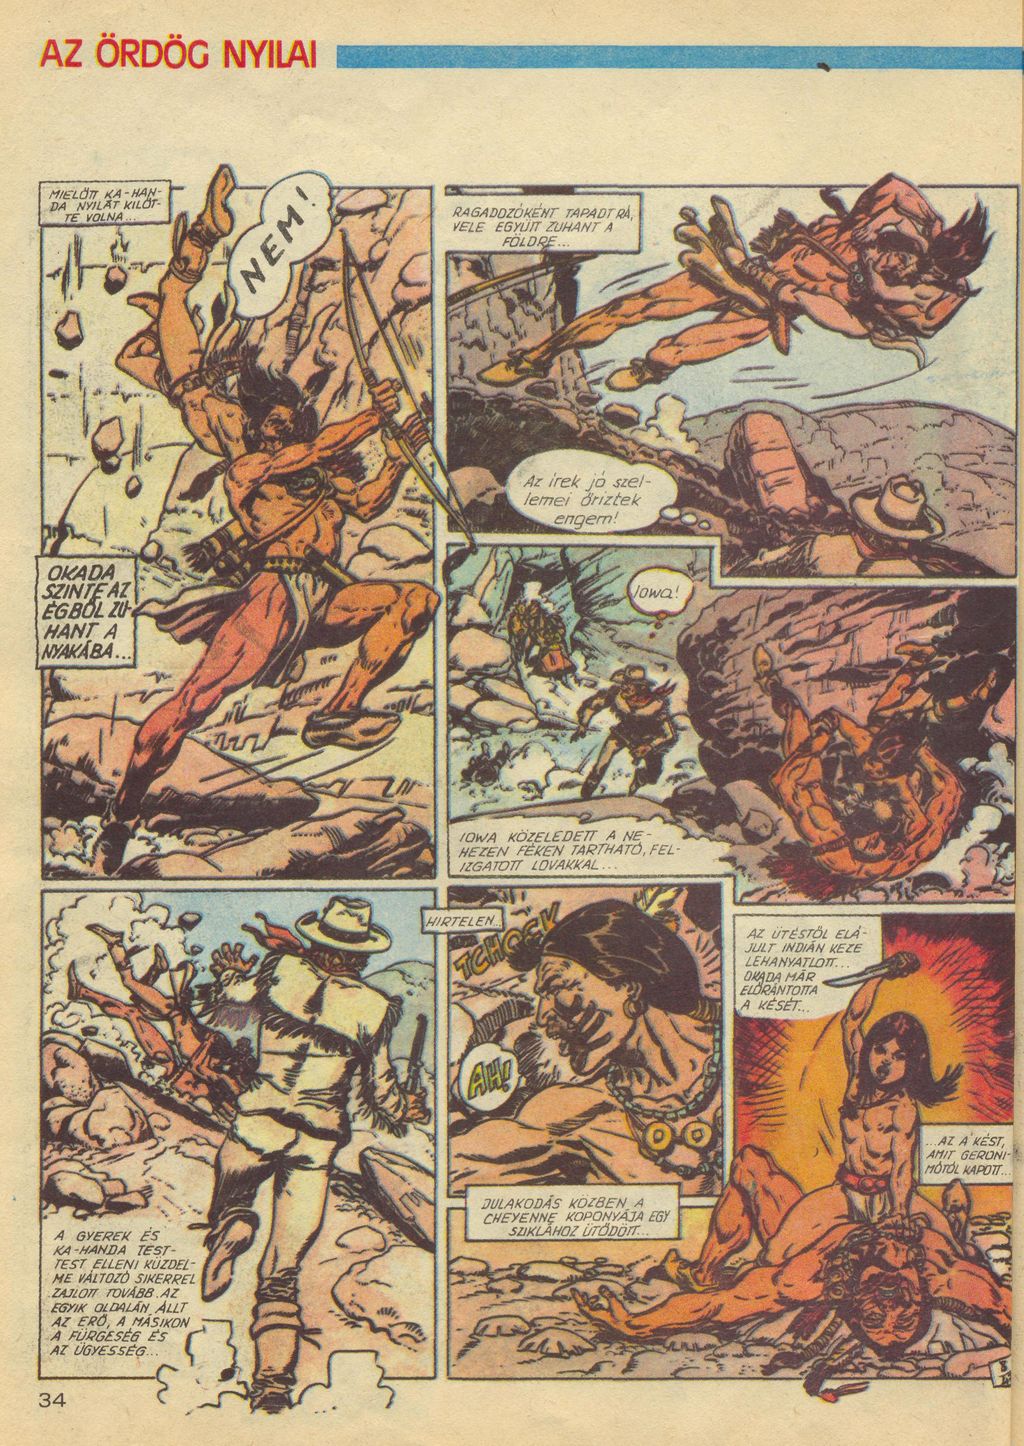 AZ ÖRDÖG NYILAI
MIELŐTT KA-HAN-
DA NYILÁT KILŐT-
TE VOLNA...
NEM!
OKADA
SZINTE AZ
ÉGBŐL ZU-
HANT A
NYAKÁBA...
RAGADOZÓKÉNT TAPADT RÁ,
VELE EGYÜTT ZUHANT A
FÖLDRE...
Az írek jó szel-
lemei őriztek
engem!
Iowa!
IOWA KÖZELEDETT A NE-
HEZEN FÉKEN TARTHATÓ, FEL-
IZGATOTT LOVAKKAL...
A GYEREK ÉS
KA-HANDA TEST-
TEST ELLENI KÜZDEL-
ME VÁLTOZÓ SIKERREL
ZAJLOTT TOVÁBB. AZ
EGYIK OLDALÁN ÁLLT
AZ ERŐ, A MÁSIKON
A FÜRGESÉG ÉS
AZ ÜGYESSÉG...
HIRTELEN...
TCHOCK
AH!
DULAKODÁS KÖZBEN A
CHEYENNE KOPONYÁJA EGY
SZIKLÁHOZ ÜTŐDÖTT...
AZ ÜTÉSTŐL ELÁ-
JULT INDIÁN KEZE
LEHANYATLOTT...
OKADA MÁR
ELŐRÁNTOTTA
A KÉSÉT...
...AZ A KÉST,
AMIT GERONI-
MÓTÓL KAPOTT...
34